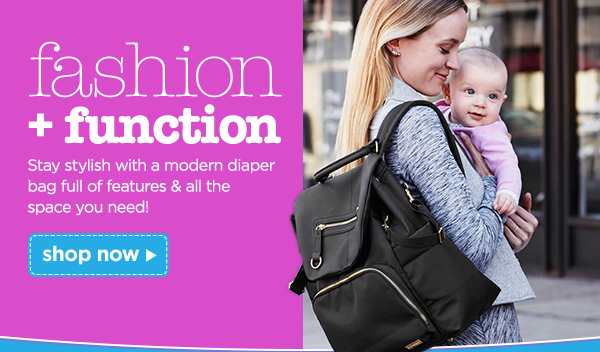 fashion
+ function
Stay stylish with a modern diaper
bag full of features & all the
space you need!
shop now ▶